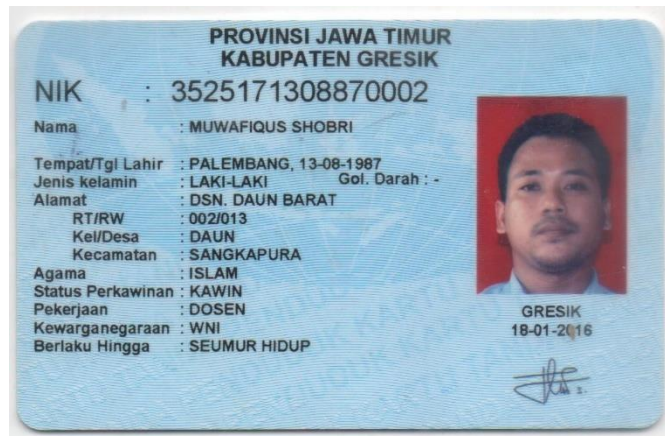 PROVINSI JAWA TIMUR
KABUPATEN GRESIK
NIK : 3525171308870002
Nama : MUWAFIQUS SHOBRI
Tempat/Tgl Lahir : PALEMBANG, 13-08-1987
Jenis kelamin : LAKI-LAKI Gol. Darah : -
Alamat : DSN. DAUN BARAT
RT/RW : 002/013
Kel/Desa : DAUN
Kecamatan : SANGKAPURA
Agama : ISLAM
Status Perkawinan : KAWIN
Pekerjaan : DOSEN
Kewarganegaraan : WNI
Berlaku Hingga : SEUMUR HIDUP
GRESIK
18-01-2016